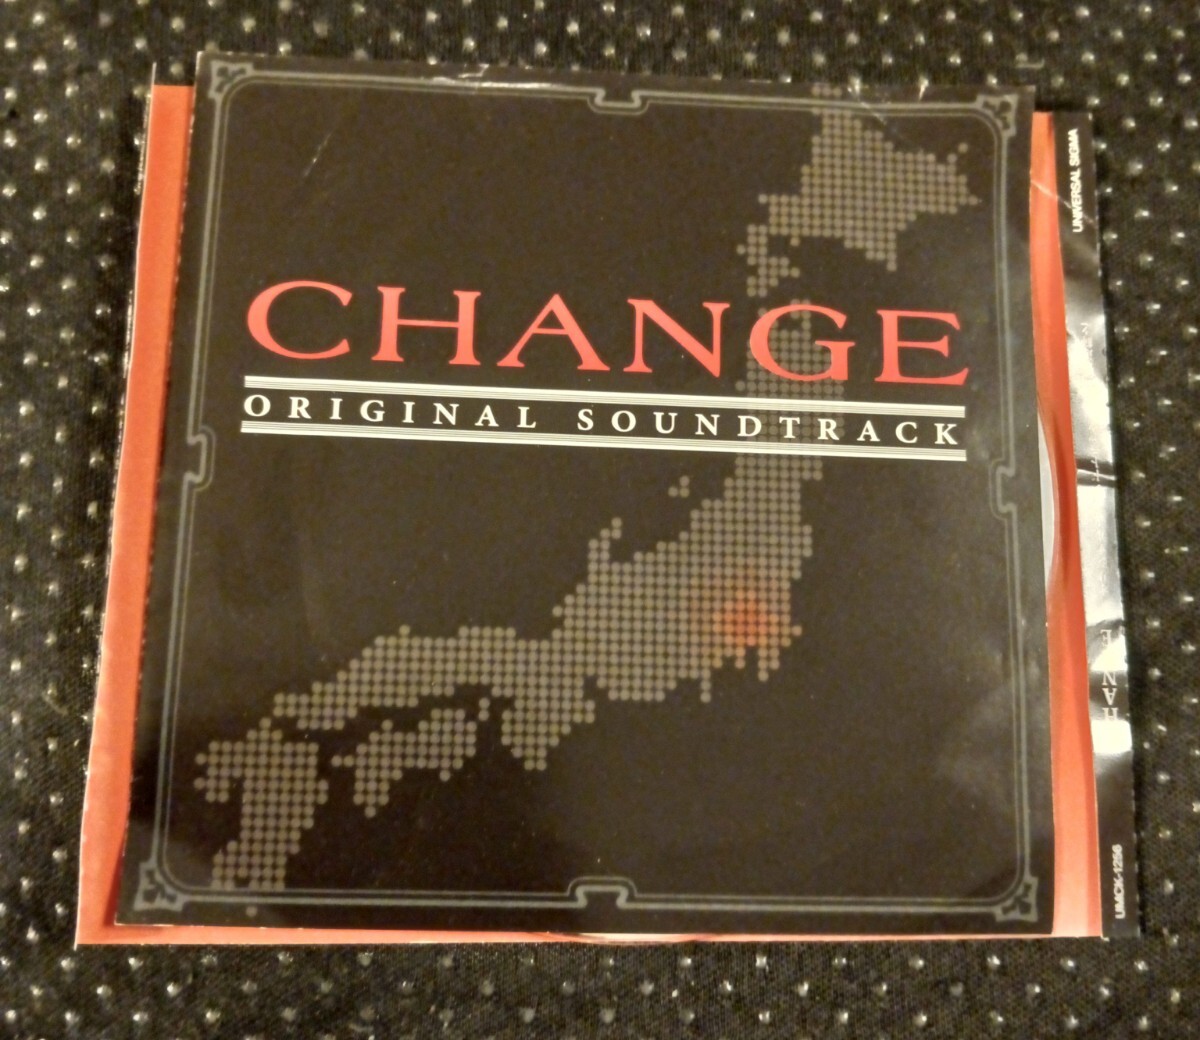 CHANGE
ORIGINAL SOUNDTRACK
UNIVERSAL SIGMA
UMCK-1256